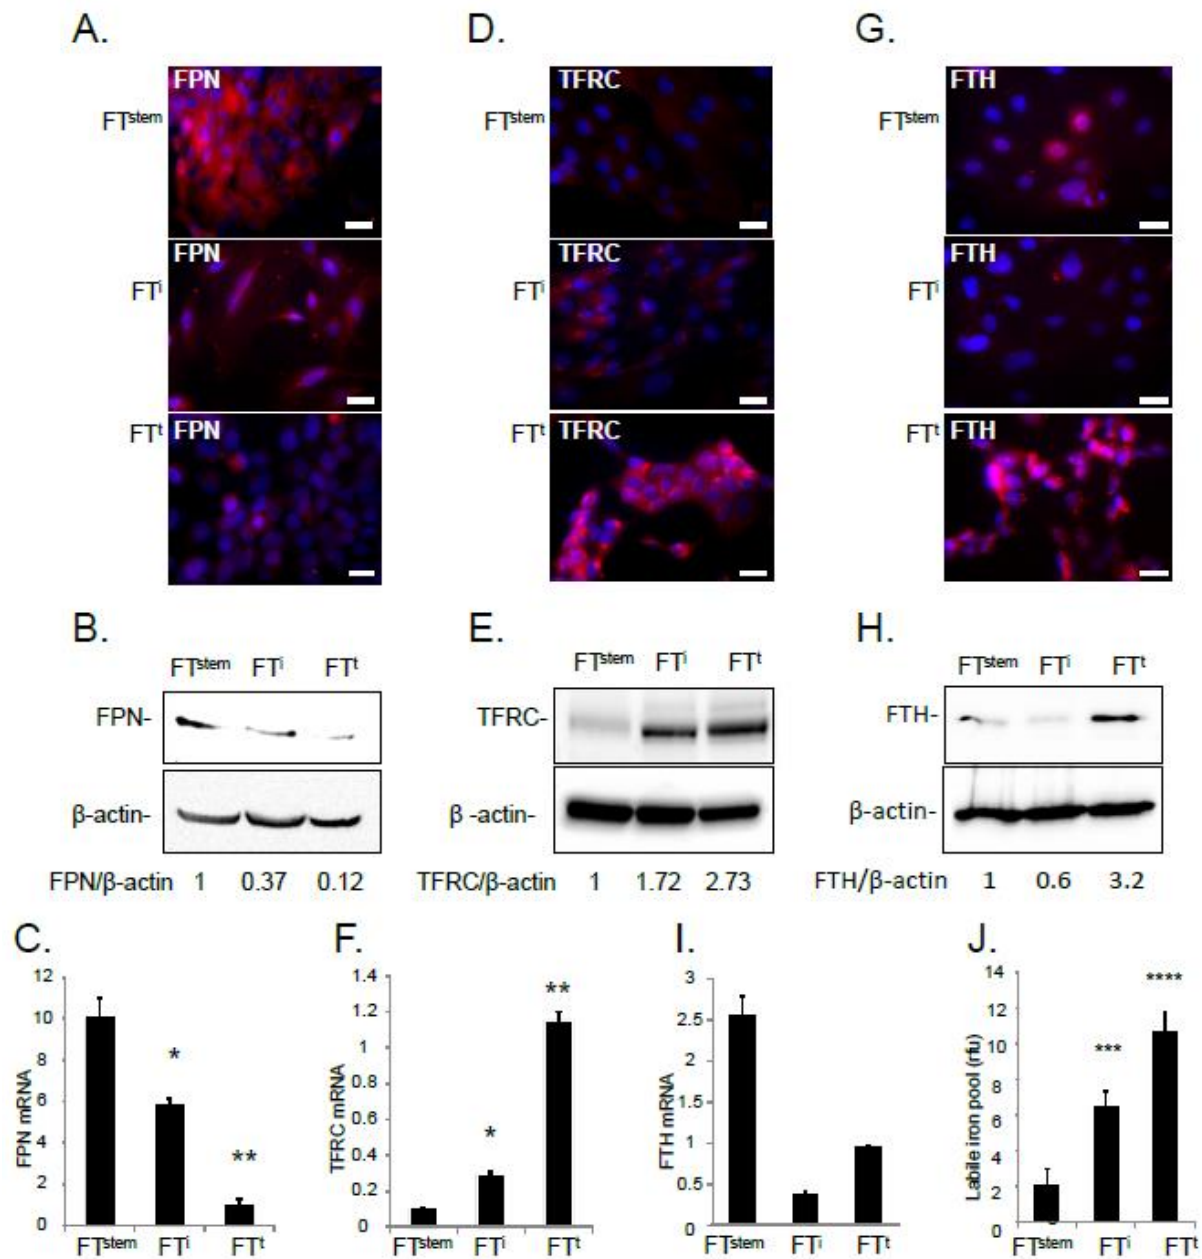 A.
D.
G.
FPN
TFRC
FTH
FTstem
FTstem
FTstem
FPN
TFRC
FTH
FTi
FTi
FTi
FPN
TFRC
FTH
FTt
FTt
FTt
B.
E.
H.
FTstem FTi FTt
FTstem FTi FTt
FTstem FTi FTt
FPN-
TFRC-
FTH-
β-actin-
β -actin-
β-actin-
FPN/β-actin 1 0.37 0.12
TFRC/β-actin 1 1.72 2.73
FTH/β-actin 1 0.6 3.2
C.
FPN mRNA
12
10
8
6
4
2
0
*
**
FTstem FTi FTt
F.
TFRC mRNA
1.4
1.2
1
0.8
0.6
0.4
0.2
0
*
**
FTstem FTi FTt
I.
FTH mRNA
3
2.5
2
1.5
1
0.5
0
FTstem FTi FTt
J.
Labile iron pool (rfu)
14
12
10
8
6
4
2
0
***
****
FTstem FTi FTt